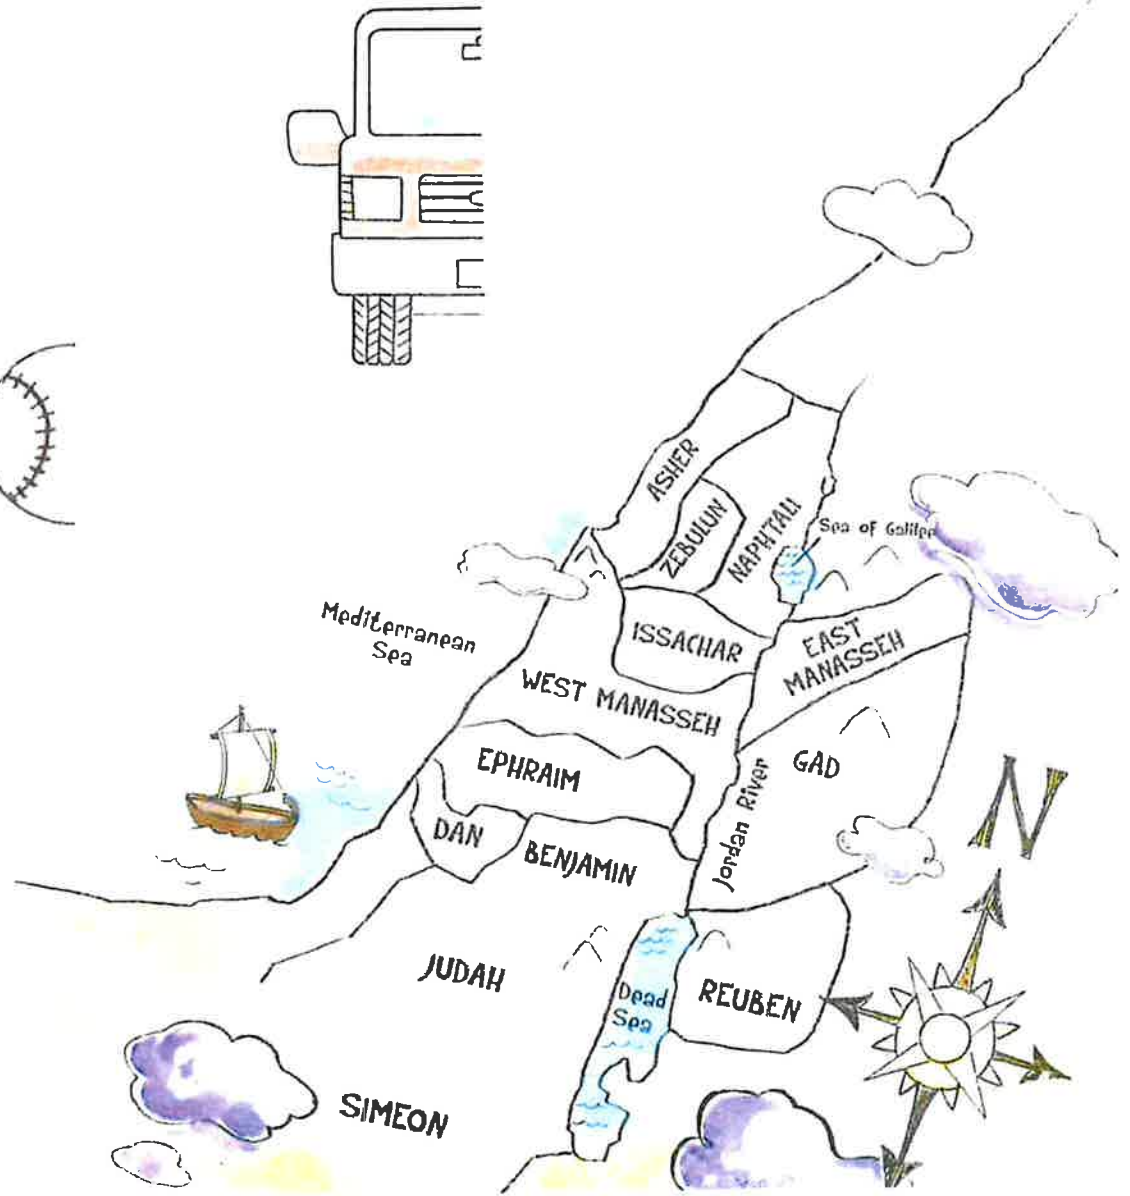 ASHER
ZEBULUN
NAPHTALI
Sea of Galilee
Mediterranean
Sea
ISSACHAR
EAST
MANASSEH
WEST MANASSEH
EPHRAIM
GAD
Jordan River
N
DAN
BENJAMIN
JUDAH
Dead
Sea
REUBEN
SIMEON